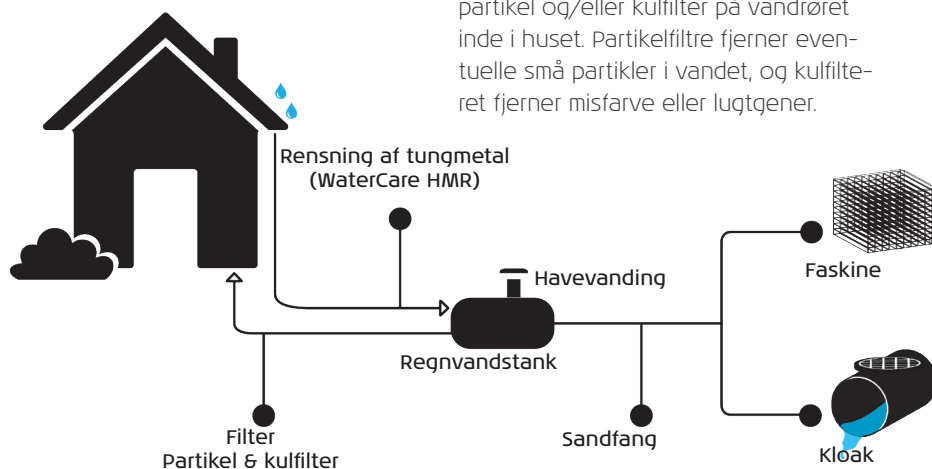 partikel og/eller kulfilter på vandrøret
inde i huset. Partikelfiltre fjerner even-
tuelle små partikler i vandet, og kulfilte-
ret fjerner misfarve eller lugtgener.
Rensning af tungmetal
(WaterCare HMR)
Havevanding
Faskine
Regnvandstank
Filter
Partikel & kulfilter
Sandfang
Kloak